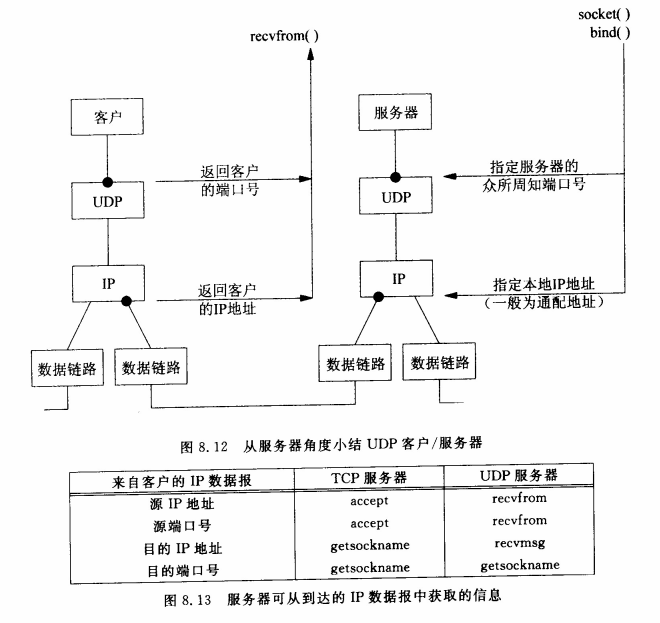 socket( )
recvfrom( )
bind( )
客户
服务器
返回客户
的端口号
指定服务器的
众所周知端口号
UDP
UDP
IP
IP
返回客户
的IP地址
指定本地IP地址
（一般为通配地址）
数据链路
数据链路
数据链路
数据链路
图 8.12 从服务器角度小结 UDP 客户/服务器
来自客户的 IP 数据报 TCP 服务器 UDP 服务器
源 IP 地址 accept recvfrom
源端口号 accept recvfrom
目的 IP 地址 getsockname recvmsg
目的端口号 getsockname getsockname
图 8.13 服务器可从到达的 IP 数据报中获取的信息